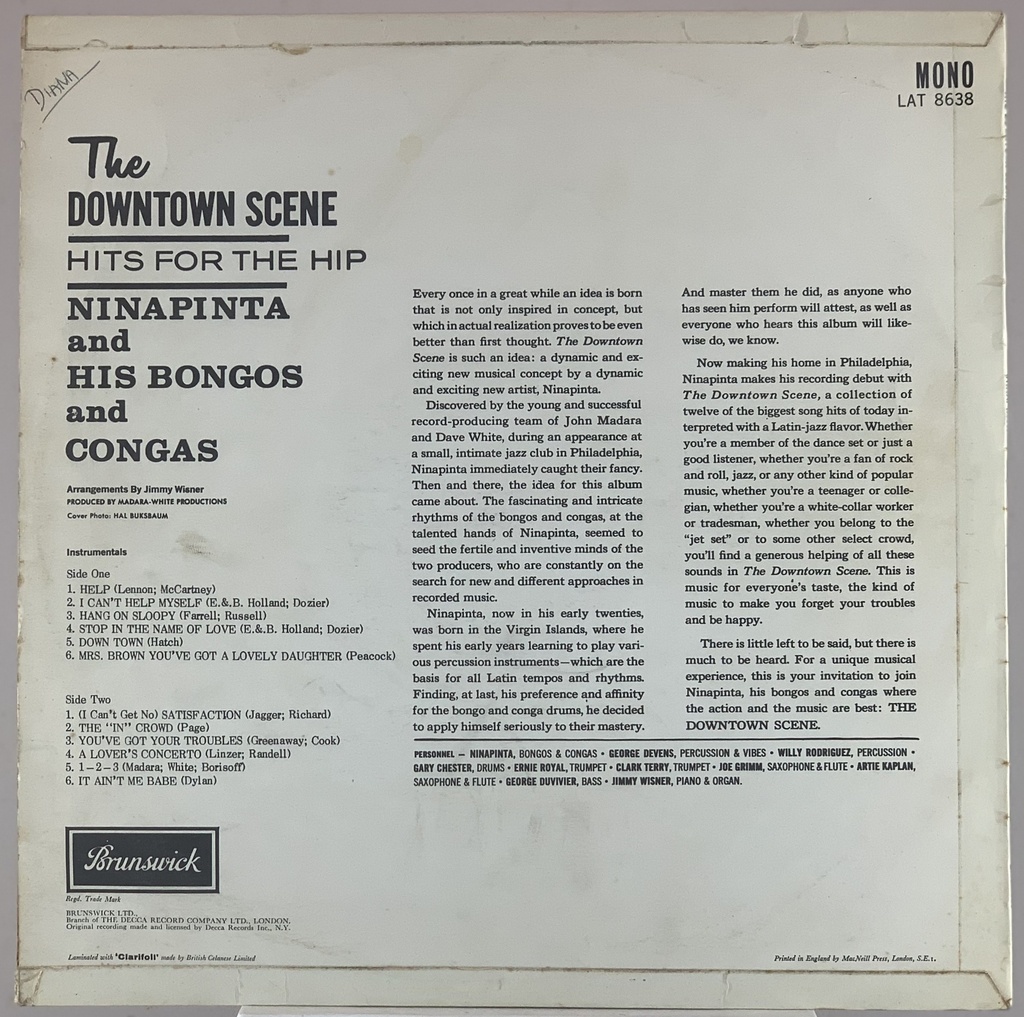 DIANA
MONO
LAT 8638
The
DOWNTOWN SCENE
HITS FOR THE HIP
NINAPINTA
and
HIS BONGOS
and
CONGAS
Arrangements By Jimmy Wisner
PRODUCED BY MADARA-WHITE PRODUCTIONS
Cover Photo: HAL BUKSBAUM
Instrumentals
Side One
1. HELP (Lennon; McCartney)
2. I CAN'T HELP MYSELF (E.&.B. Holland; Dozier)
3. HANG ON SLOOPY (Farrell; Russell)
4. STOP IN THE NAME OF LOVE (E.&.B. Holland; Dozier)
5. DOWN TOWN (Hatch)
6. MRS. BROWN YOU'VE GOT A LOVELY DAUGHTER (Peacock)
Side Two
1. (I Can't Get No) SATISFACTION (Jagger; Richard)
2. THE "IN" CROWD (Page)
3. YOU'VE GOT YOUR TROUBLES (Greenaway; Cook)
4. A LOVER'S CONCERTO (Linzer; Randell)
5. 1-2-3 (Madara; White; Borisoff)
6. IT AIN'T ME BABE (Dylan)
Every once in a great while an idea is born
that is not only inspired in concept, but
which in actual realization proves to be even
better than first thought. The Downtown
Scene is such an idea: a dynamic and ex-
citing new musical concept by a dynamic
and exciting new artist, Ninapinta.
Discovered by the young and successful
record-producing team of John Madara
and Dave White, during an appearance at
a small, intimate jazz club in Philadelphia,
Ninapinta immediately caught their fancy.
Then and there, the idea for this album
came about. The fascinating and intricate
rhythms of the bongos and congas, at the
talented hands of Ninapinta, seemed to
seed the fertile and inventive minds of the
two producers, who are constantly on the
search for new and different approaches in
recorded music.
Ninapinta, now in his early twenties,
was born in the Virgin Islands, where he
spent his early years learning to play vari-
ous percussion instruments—which are the
basis for all Latin tempos and rhythms.
Finding, at last, his preference and affinity
for the bongo and conga drums, he decided
to apply himself seriously to their mastery.
And master them he did, as anyone who
has seen him perform will attest, as well as
everyone who hears this album will like-
wise do, we know.
Now making his home in Philadelphia,
Ninapinta makes his recording debut with
The Downtown Scene, a collection of
twelve of the biggest song hits of today in-
terpreted with a Latin-jazz flavor. Whether
you're a member of the dance set or just a
good listener, whether you're a fan of rock
and roll, jazz, or any other kind of popular
music, whether you're a teenager or colle-
gian, whether you're a white-collar worker
or tradesman, whether you belong to the
"jet set" or to some other select crowd,
you'll find a generous helping of all these
sounds in The Downtown Scene. This is
music for everyone's taste, the kind of
music to make you forget your troubles
and be happy.
There is little left to be said, but there is
much to be heard. For a unique musical
experience, this is your invitation to join
Ninapinta, his bongos and congas where
the action and the music are best: THE
DOWNTOWN SCENE.
PERSONNEL – NINAPINTA, BONGOS & CONGAS • GEORGE DEVENS, PERCUSSION & VIBES • WILLY RODRIGUEZ, PERCUSSION •
GARY CHESTER, DRUMS • ERNIE ROYAL, TRUMPET • CLARK TERRY, TRUMPET • JOE GRIMM, SAXOPHONE & FLUTE • ARTIE KAPLAN,
SAXOPHONE & FLUTE • GEORGE DUVIVIER, BASS • JIMMY WISNER, PIANO & ORGAN.
Brunswick
Regd. Trade Mark
BRUNSWICK LTD.,
Branch of THE DECCA RECORD COMPANY LTD., LONDON.
Original recording made and licensed by Decca Records Inc., N.Y.
Laminated with 'Clarifoil' made by British Celanese Limited
Printed in England by MacNeill Press, London, S.E.1.